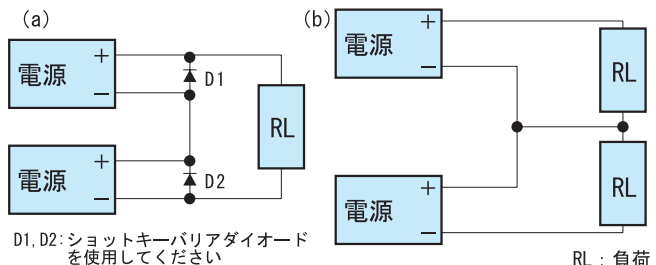 (a)
電源
+
−
D1
RL
電源
+
−
D2
D1,D2:ショットキーバリアダイオード
を使用してください
(b)
電源
+
−
RL
電源
+
−
RL
RL：負荷